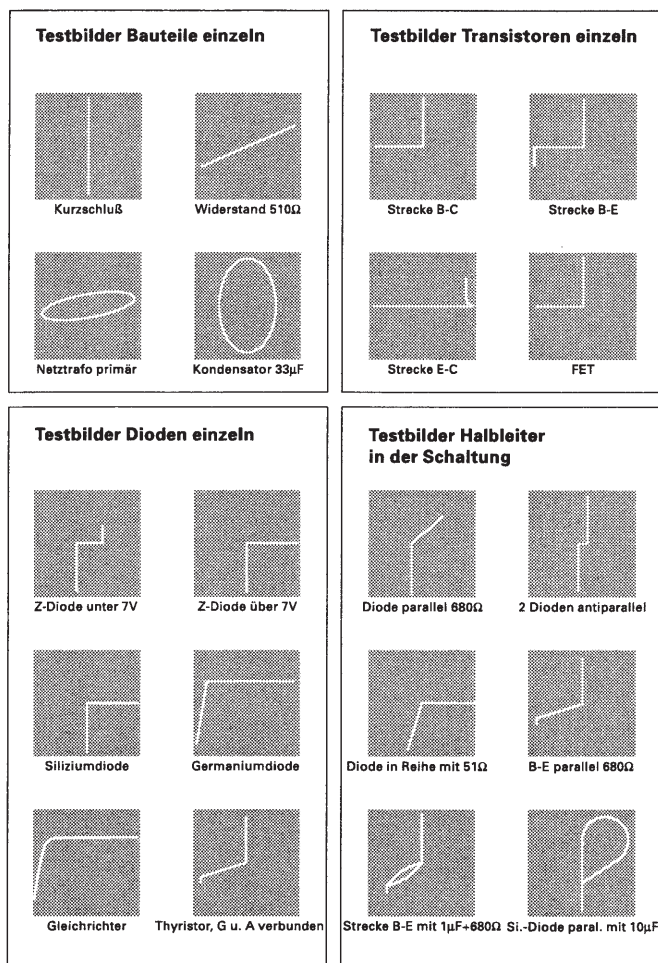 Testbilder Bauteile einzeln
Kurzschluß
Widerstand 510Ω
Netztrafo primär
Kondensator 33µF
Testbilder Transistoren einzeln
Strecke B-C
Strecke B-E
Strecke E-C
FET
Testbilder Dioden einzeln
Z-Diode unter 7V
Z-Diode über 7V
Siliziumdiode
Germaniumdiode
Gleichrichter
Thyristor, G u. A verbunden
Testbilder Halbleiter
in der Schaltung
Diode parallel 680Ω
2 Dioden antiparallel
Diode in Reihe mit 51Ω
B-E parallel 680Ω
Strecke B-E mit 1µF+680Ω
Si.-Diode paral. mit 10µF